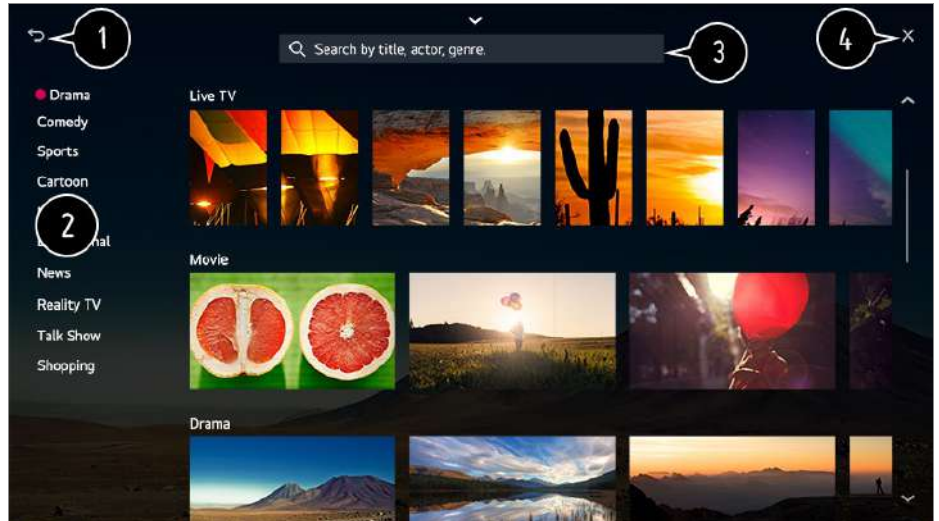 1
Search by title, actor, genre.
3
4
X
Drama
Comedy
Sports
Cartoon
2
News
Reality TV
Talk Show
Shopping
Live TV
Movie
Drama